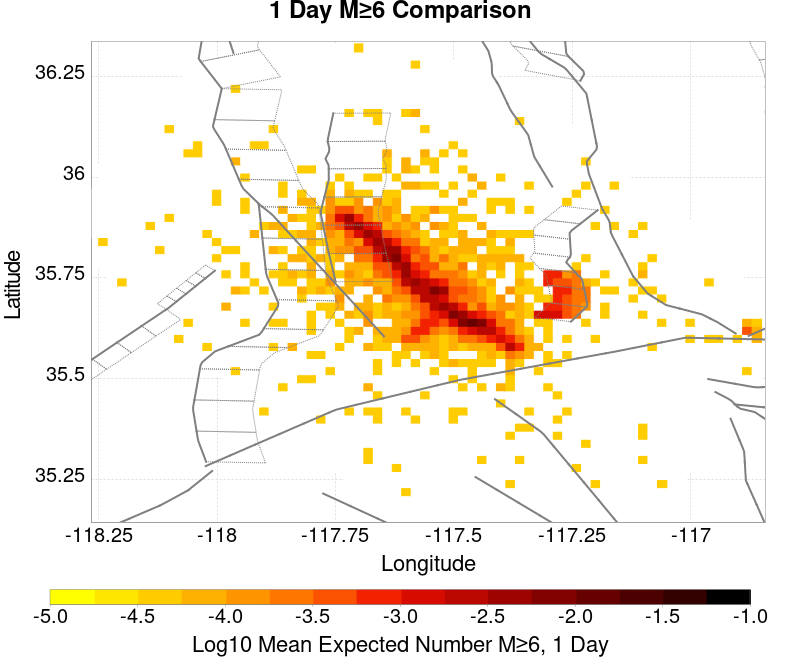 1 Day M≥6 Comparison
36.25
36
35.75
35.5
35.25
Latitude
-118.25 -118 -117.75 -117.5 -117.25 -117
Longitude
-5.0 -4.5 -4.0 -3.5 -3.0 -2.5 -2.0 -1.5 -1.0
Log10 Mean Expected Number M≥6, 1 Day